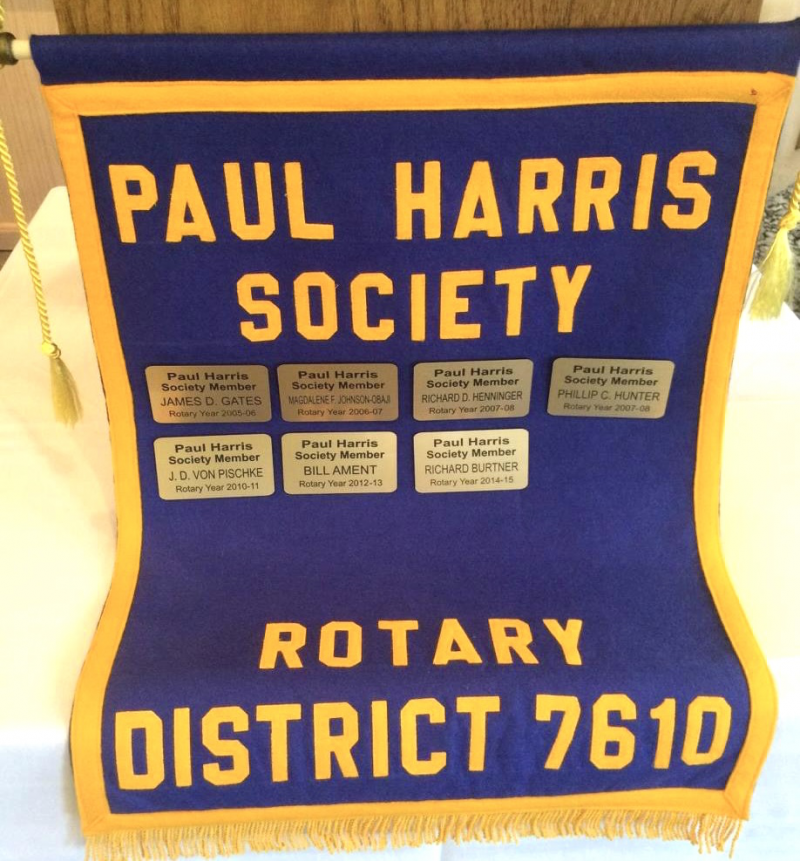 PAUL HARRIS
SOCIETY
Paul Harris
Society Member
JAMES D. GATES
Rotary Year 2005-06
Paul Harris
Society Member
MAGDALENE F. JOHNSON-OBAJI
Rotary Year 2006-07
Paul Harris
Society Member
RICHARD D. HENNINGER
Rotary Year 2007-08
Paul Harris
Society Member
PHILLIP C. HUNTER
Rotary Year 2007-08
Paul Harris
Society Member
J. D. VON PISCHKE
Rotary Year 2010-11
Paul Harris
Society Member
BILL AMENT
Rotary Year 2012-13
Paul Harris
Society Member
RICHARD BURTNER
Rotary Year 2014-15
ROTARY
DISTRICT 7610